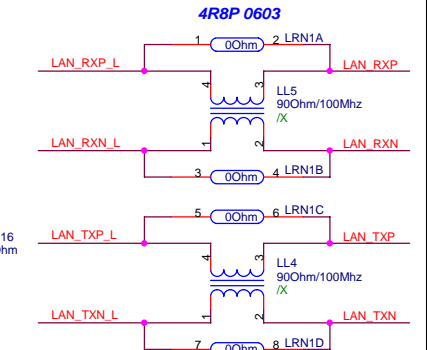 4R8P 0603
1 0Ohm 2 LRN1A
LAN_RXP_L LAN_RXP
4 3
LL5
90Ohm/100Mhz
/X
LAN_RXN_L 1 2 LAN_RXN
3 0Ohm 4 LRN1B
5 0Ohm 6 LRN1C
16
LAN_TXP_L LAN_TXP
hm
4 3
LL4
90Ohm/100Mhz
/X
LAN_TXN_L 1 2 LAN_TXN
7 0Ohm 8 LRN1D